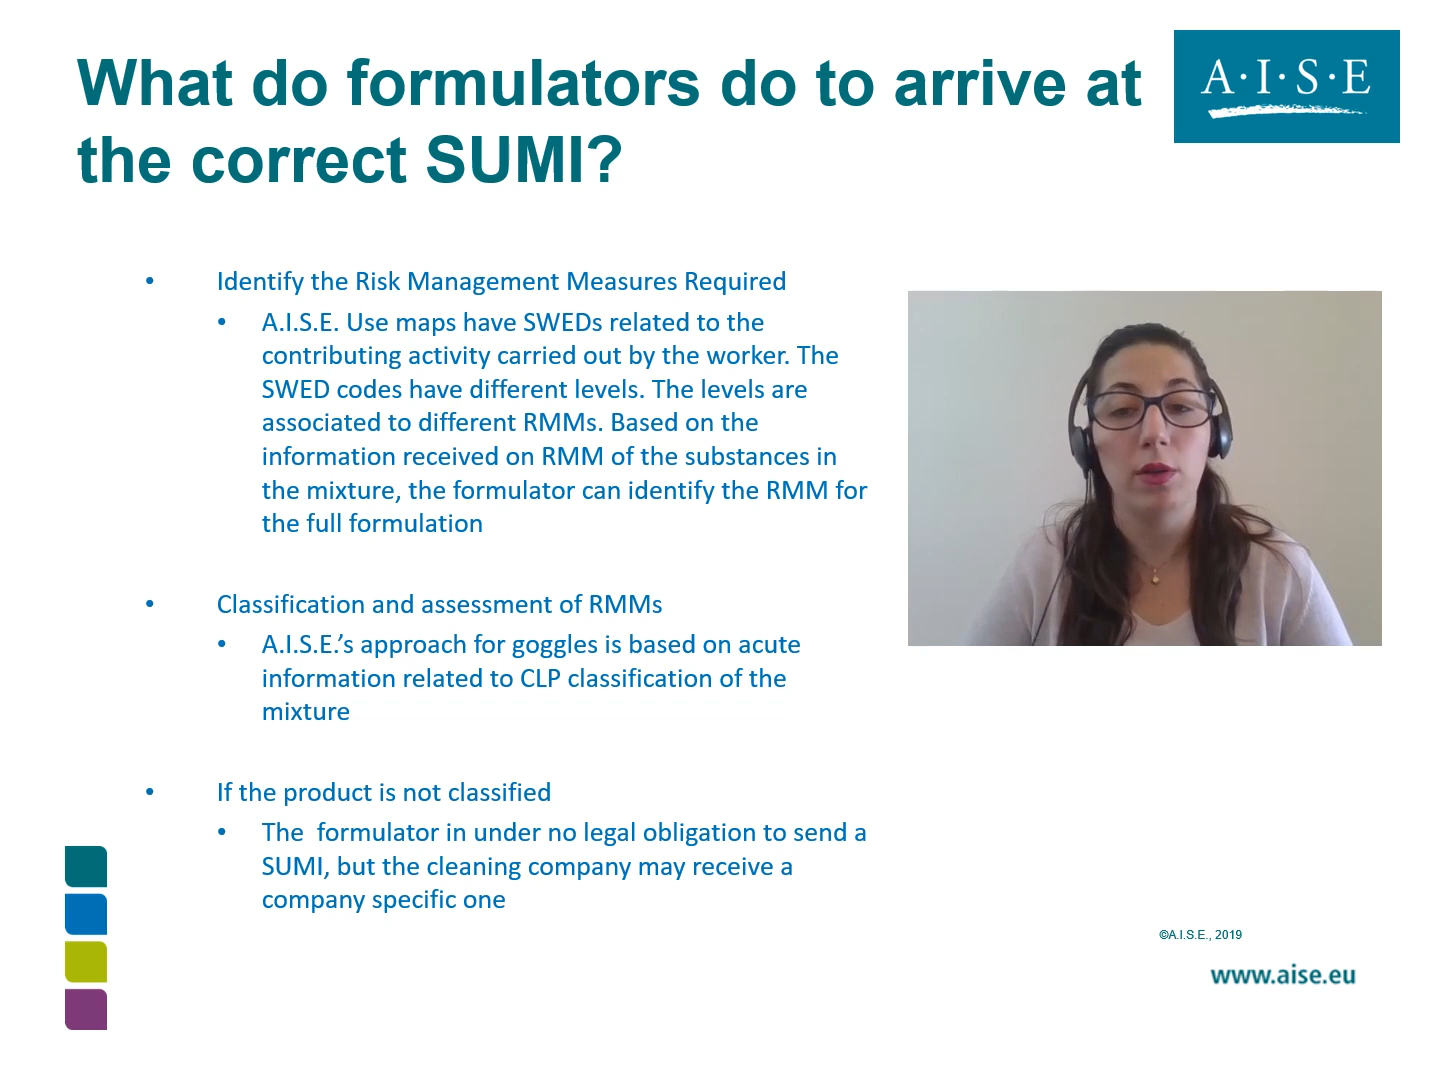 What do formulators do to arrive at
the correct SUMI?
A·I·S·E
• Identify the Risk Management Measures Required
• A.I.S.E. Use maps have SWEDs related to the
contributing activity carried out by the worker. The
SWED codes have different levels. The levels are
associated to different RMMs. Based on the
information received on RMM of the substances in
the mixture, the formulator can identify the RMM for
the full formulation
• Classification and assessment of RMMs
• A.I.S.E.’s approach for goggles is based on acute
information related to CLP classification of the
mixture
• If the product is not classified
• The  formulator in under no legal obligation to send a
SUMI, but the cleaning company may receive a
company specific one
©A.I.S.E., 2019
www.aise.eu